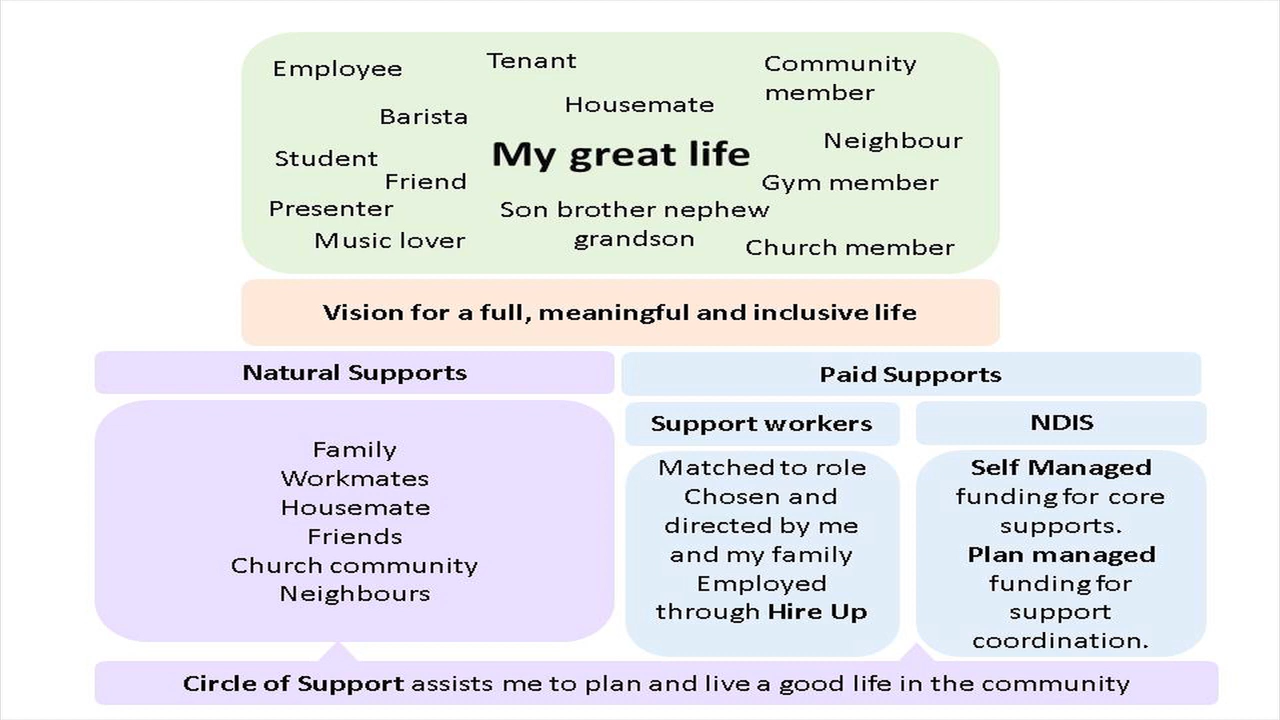 Employee
Tenant
Community
member
Barista
Housemate
Student
My great life
Neighbour
Friend
Gym member
Presenter
Son brother nephew
grandson
Music lover
Church member
Vision for a full, meaningful and inclusive life
Natural Supports
Family
Workmates
Housemate
Friends
Church community
Neighbours
Paid Supports
Support workers
Matched to role
Chosen and
directed by me
and my family
Employed
through Hire Up
NDIS
Self Managed
funding for core
supports.
Plan managed
funding for
support
coordination.
Circle of Support assists me to plan and live a good life in the community